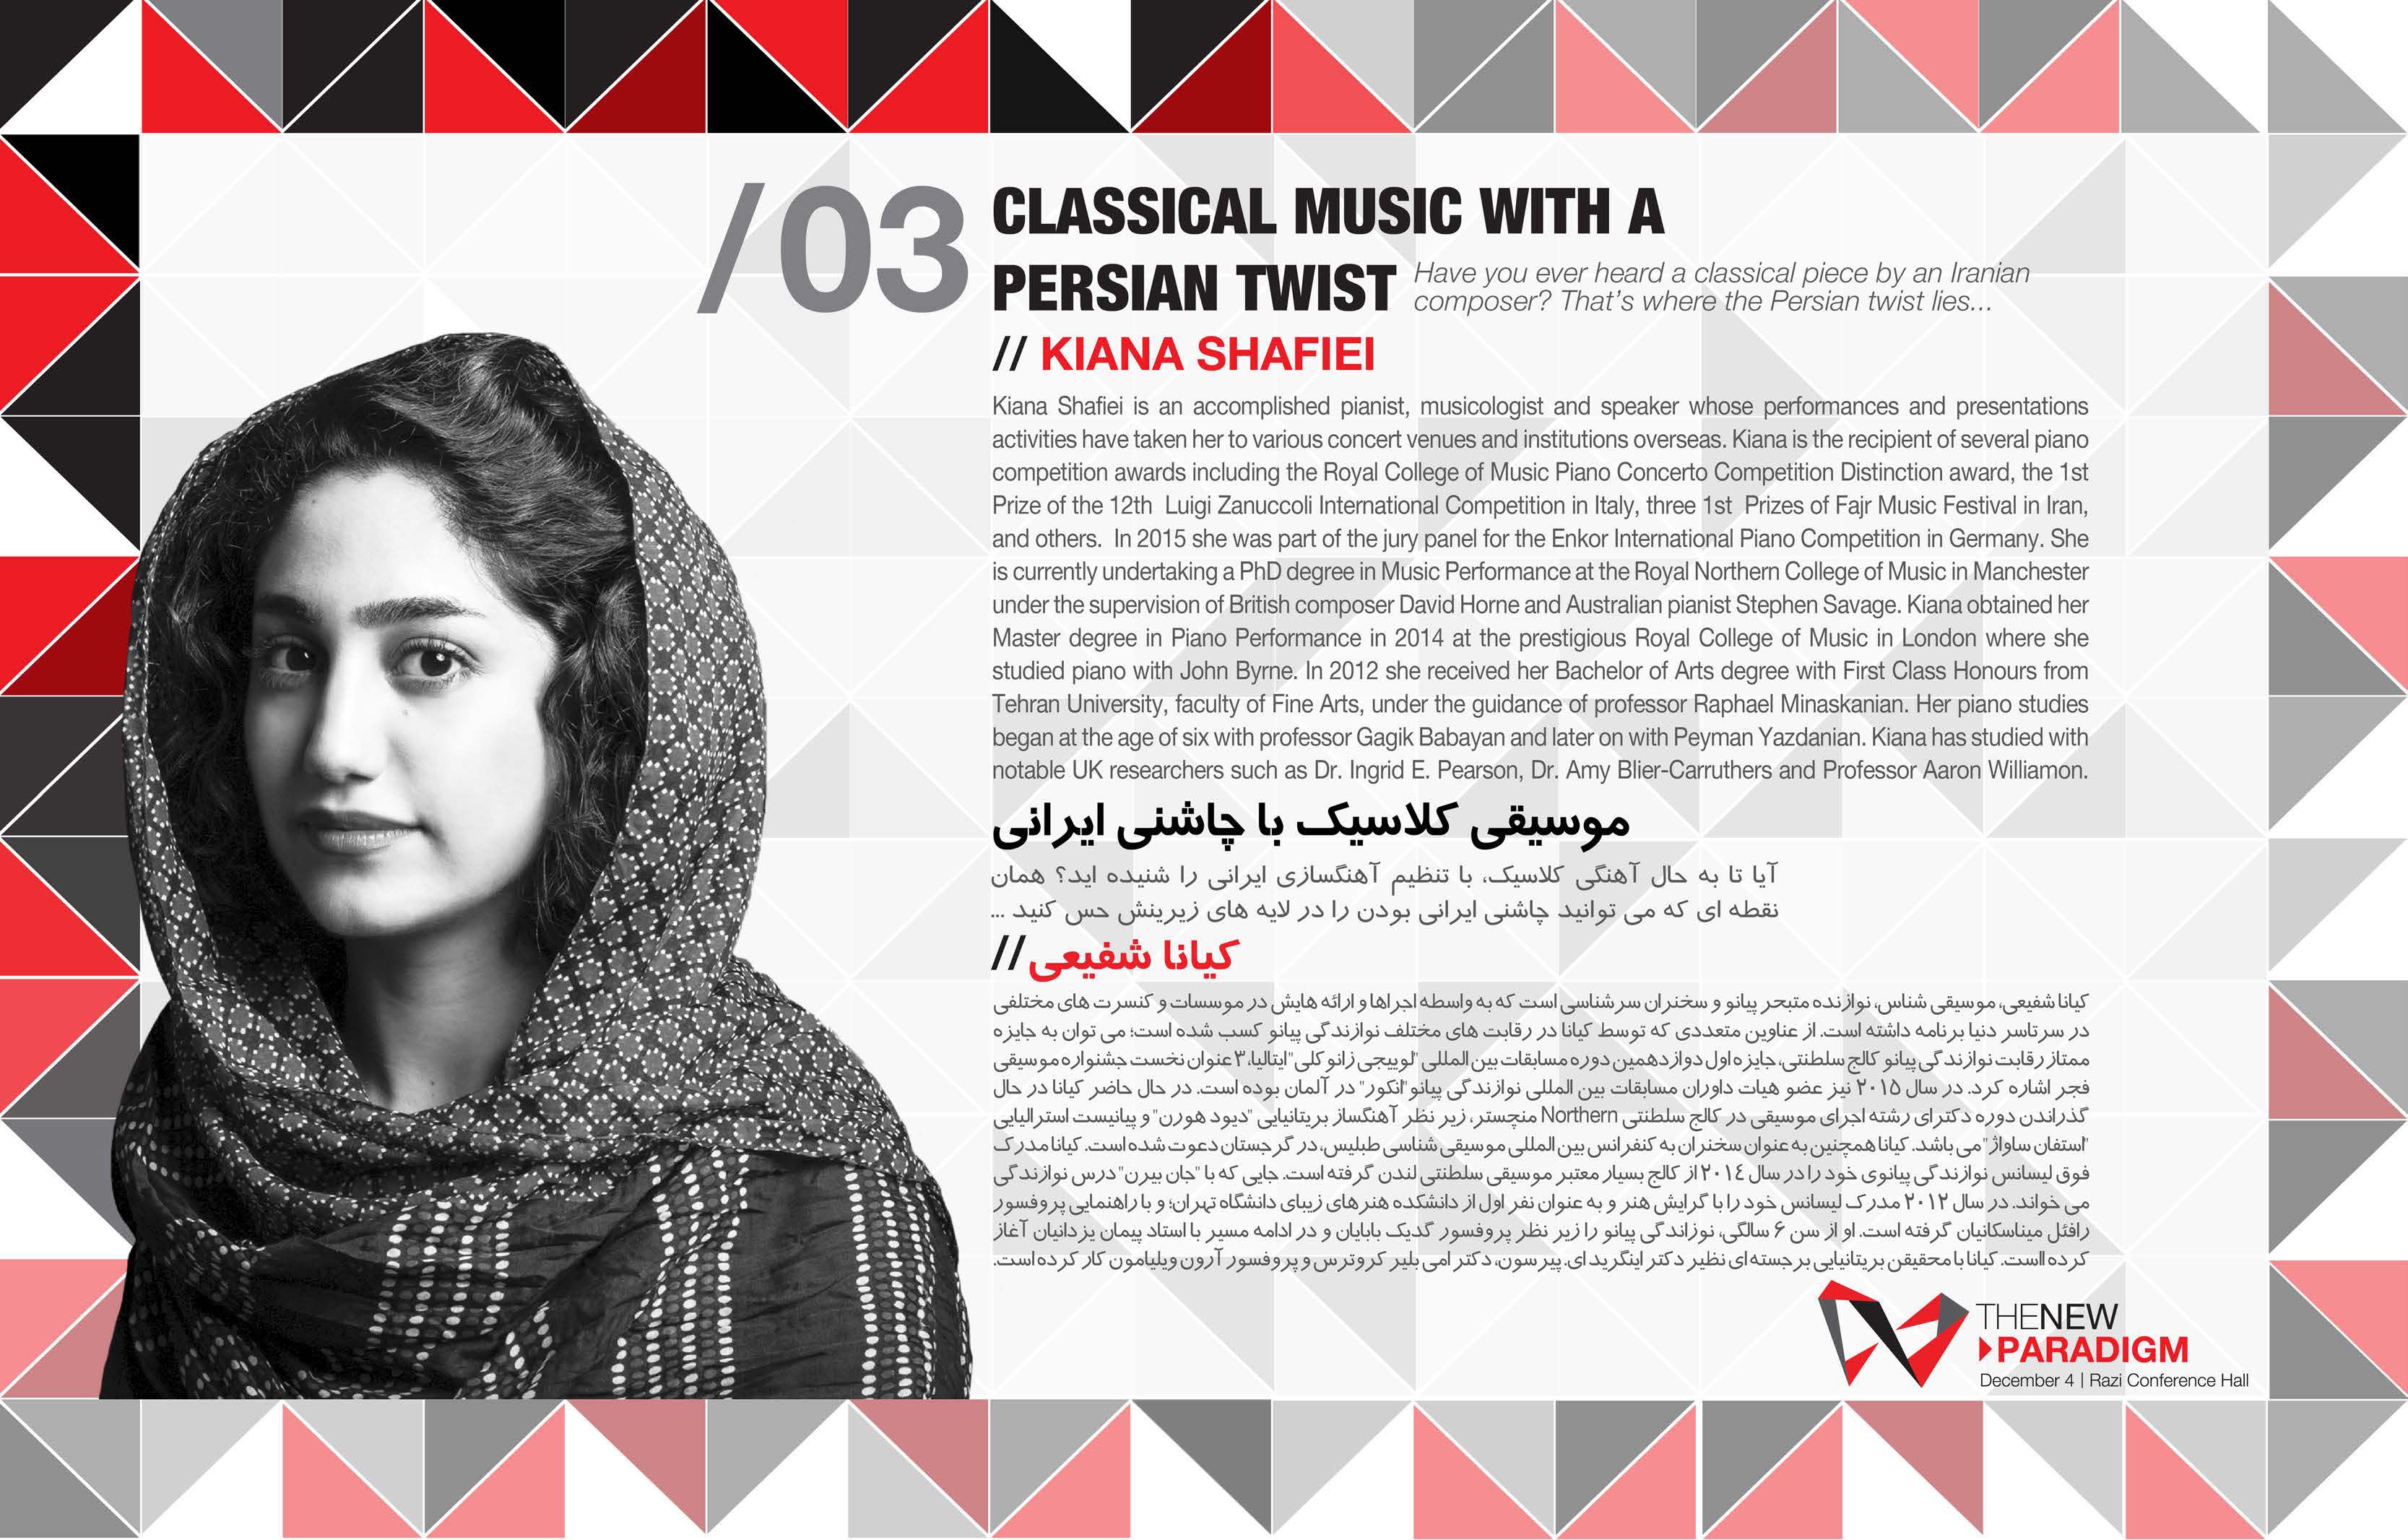 /03
CLASSICAL MUSIC WITH A
PERSIAN TWIST
Have you ever heard a classical piece by an Iranian
composer? That's where the Persian twist lies...
// KIANA SHAFIEI
Kiana Shafiei is an accomplished pianist, musicologist and speaker whose performances and presentations
activities have taken her to various concert venues and institutions overseas. Kiana is the recipient of several piano
competition awards including the Royal College of Music Piano Concerto Competition Distinction award, the 1st
Prize of the 12th Luigi Zanuccoli International Competition in Italy, three 1st Prizes of Fajr Music Festival in Iran,
and others. In 2015 she was part of the jury panel for the Enkor International Piano Competition in Germany. She
is currently undertaking a PhD degree in Music Performance at the Royal Northern College of Music in Manchester
under the supervision of British composer David Horne and Australian pianist Stephen Savage. Kiana obtained her
Master degree in Piano Performance in 2014 at the prestigious Royal College of Music in London where she
studied piano with John Byrne. In 2012 she received her Bachelor of Arts degree with First Class Honours from
Tehran University, faculty of Fine Arts, under the guidance of professor Raphael Minaskanian. Her piano studies
began at the age of six with professor Gagik Babayan and later on with Peyman Yazdanian. Kiana has studied with
notable UK researchers such as Dr. Ingrid E. Pearson, Dr. Amy Blier-Carruthers and Professor Aaron Williamon.
موسیقی کلاسیک با چاشنی ایرانی
آیا تا به حال آهنگی کلاسیک، با تنظیم آهنگسازی ایرانی را شنیده اید؟ همان
نقطه ای که می توانید چاشنی ایرانی بودن را در لایه های زیرینش حس کنید ...
کیانا شفیعی//
کیانا شفیعی، موسیقی شناس، نوازنده متبحر پیانو و سخنران سرشناسی است که به واسطه اجراها و ارائه هایش در موسسات و کنسرت های مختلفی
در سرتاسر دنیا برنامه داشته است. از عناوین متعددی که توسط کیانا در رقابت های مختلف نوازندگی پیانو کسب شده است؛ می توان به جایزه
ممتاز رقابت نوازندگی پیانو کالج سلطنتی، جایزه اول دوازدهمین دوره مسابقات بین المللی "لوییجی زانوکلی" ایتالیا، ۳ عنوان نخست جشنواره موسیقی
فجر اشاره کرد. در سال ۲۰۱۵ نیز عضو هیات داوران مسابقات بین المللی نوازندگی پیانو "انکور" در آلمان بوده است. در حال حاضر کیانا در حال
گذراندن دوره دکترای رشته اجرای موسیقی در کالج سلطنتی Northern منچستر، زیر نظر آهنگساز بریتانیایی "دیود هورن" و پیانیست استرالیایی
"استفان ساواژ" می باشد. کیانا همچنین به عنوان سخنران به کنفرانس بین المللی موسیقی شناسی طبلیس، در گرجستان دعوت شده است. کیانا مدرک
فوق لیسانس نوازندگی پیانوی خود را در سال ۲۰۱٤ از کالج بسیار معتبر موسیقی سلطنتی لندن گرفته است. جایی که با "جان بیرن" درس نوازندگی
می خواند. در سال ۲۰۱۲ مدرک لیسانس خود را با گرایش هنر و به عنوان نفر اول از دانشکده هنرهای زیبای دانشگاه تهران؛ و با راهنمایی پروفسور
رافئل میناسکانیان گرفته است. او از سن ۶ سالگی، نوزاندگی پیانو را زیر نظر پروفسور گدیک بابایان و در ادامه مسیر با استاد پیمان یزدانیان آغاز
کرده ااست. کیانا با محقیقن بریتانیایی برجسته ای نظیر دکتر اینگرید ای. پیرسون، دکتر امی بلیر کروترس و پروفسور آرون ویلیامون کار کرده است.
THENEW
PARADIGM
December 4 | Razi Conference Hall